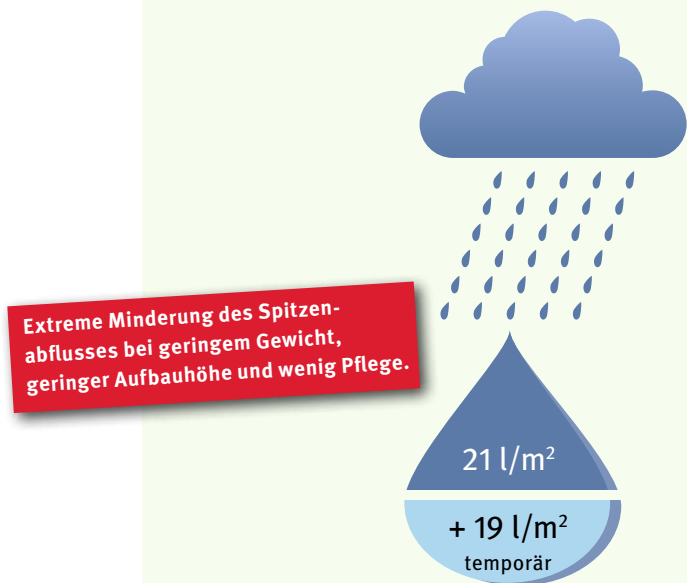 Extreme Minderung des Spitzen-
abflusses bei geringem Gewicht,
geringer Aufbauhöhe und wenig Pflege.
21 l/m²
+ 19 l/m²
temporär